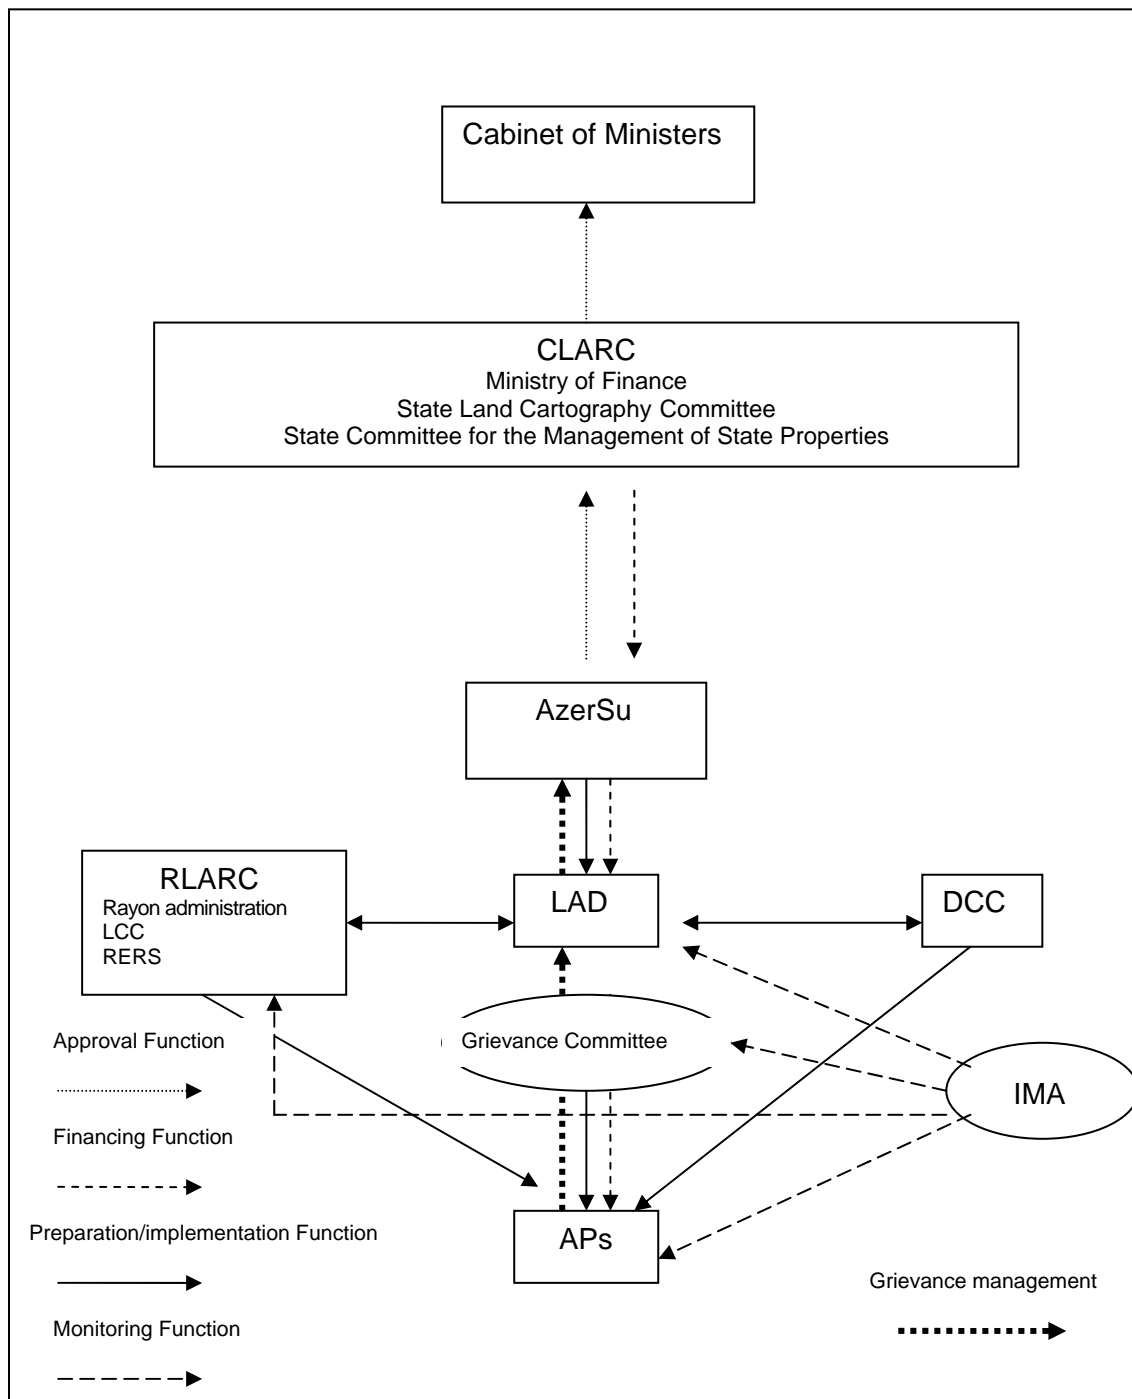 Cabinet of Ministers
CLARC
Ministry of Finance
State Land Cartography Committee
State Committee for the Management of State Properties
AzerSu
RLARC
Rayon administration
LCC
RERS
LAD
DCC
Grievance Committee
IMA
APs
Approval Function
Financing Function
Preparation/implementation Function
Monitoring Function
Grievance management